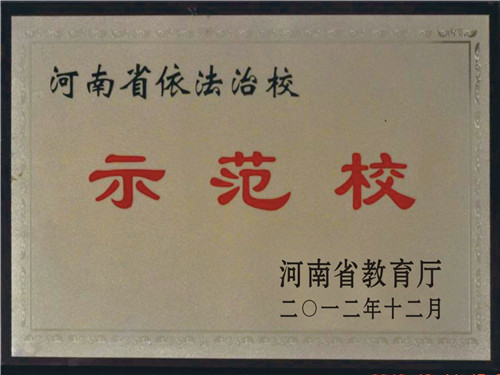 河南省依法治校
示范校
河南省教育厅
二〇一二年十二月